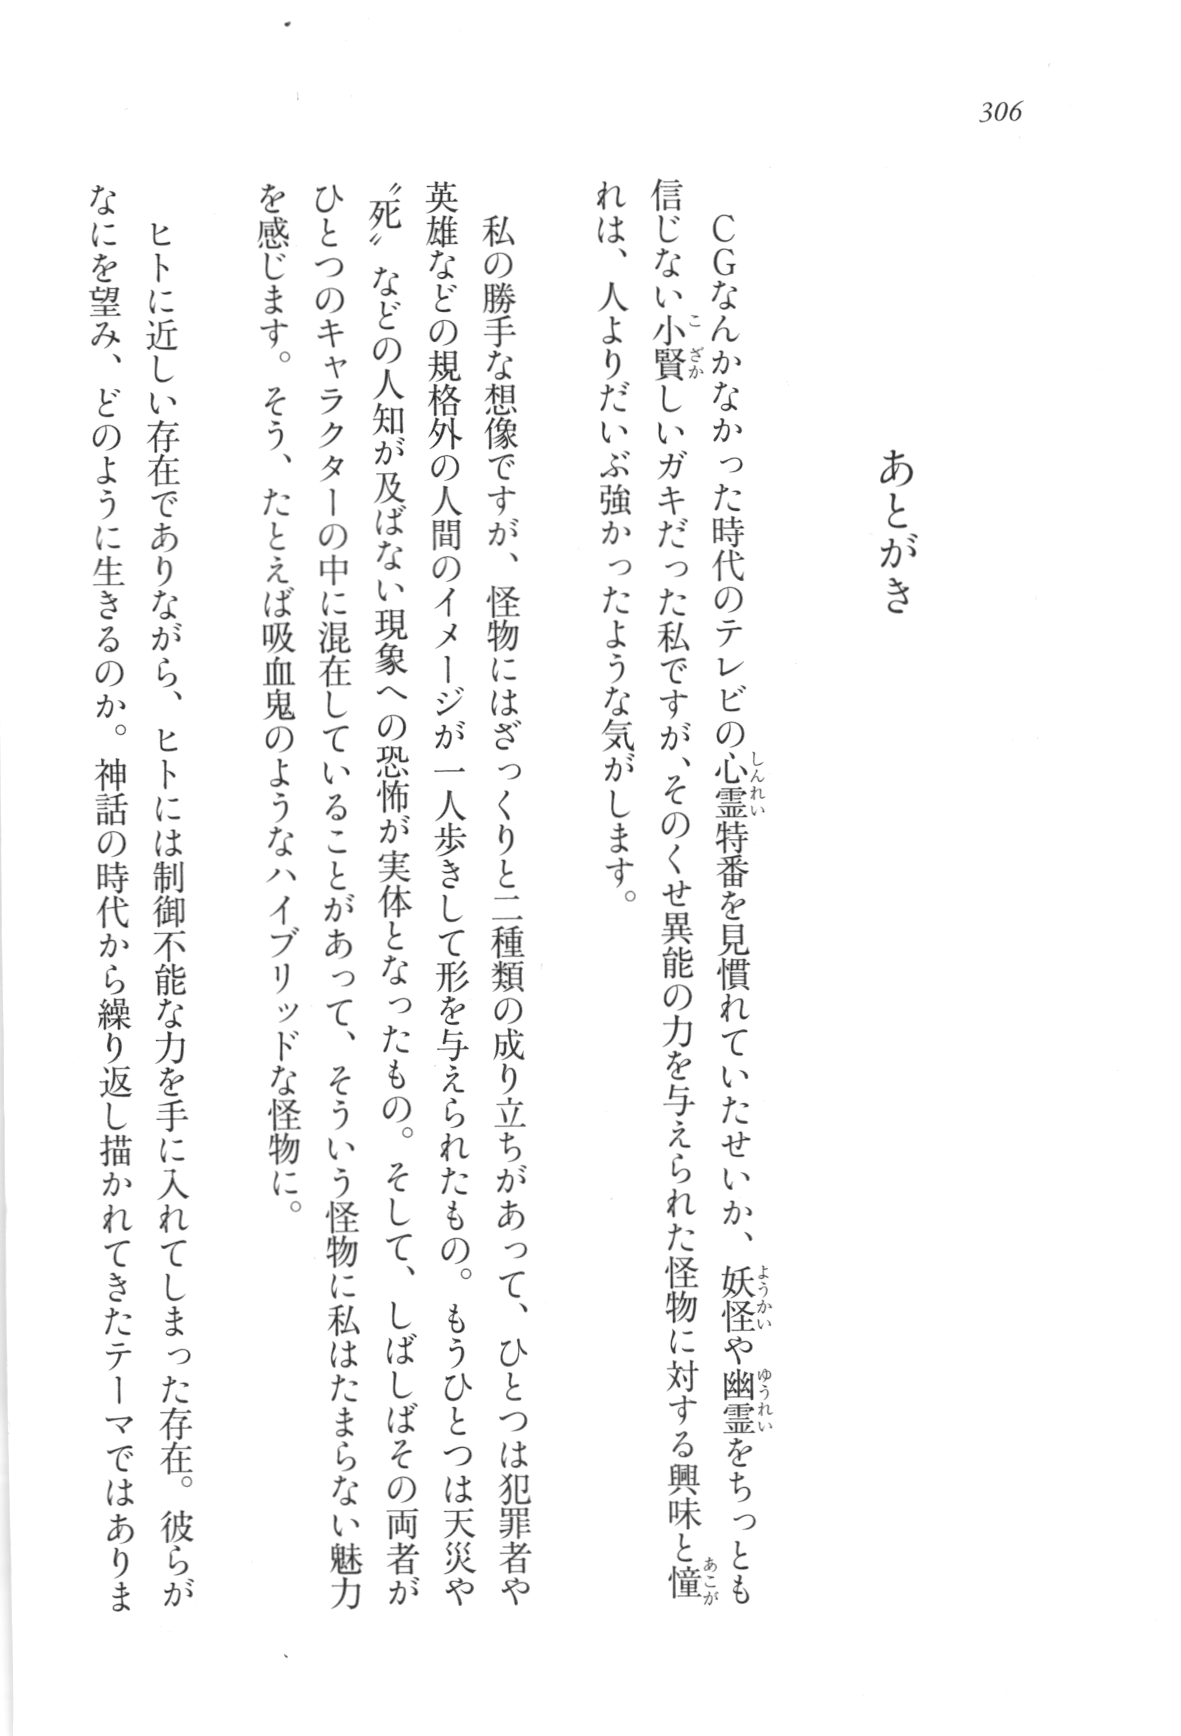 306
あとがき
CGなんかなかった時代のテレビの心霊特番を見慣れていたせいか、妖怪や幽霊をちっとも
信じない小賢しいガキだった私ですが、そのくせ異能の力を与えられた怪物に対する興味と憧
れは、人よりだいぶ強かったような気がします。
私の勝手な想像ですが、怪物にはざっくりと二種類の成り立ちがあって、ひとつは犯罪者や
英雄などの規格外の人間のイメージが一人歩きして形を与えられたもの。もうひとつは天災や
〝死〟などの人知が及ばない現象への恐怖が実体となったもの。そして、しばしばその両者が
ひとつのキャラクターの中に混在していることがあって、そういう怪物に私はたまらない魅力
を感じます。そう、たとえば吸血鬼のようなハイブリッドな怪物に。
ヒトに近しい存在でありながら、ヒトには制御不能な力を手に入れてしまった存在。彼らが
なにを望み、どのように生きるのか。神話の時代から繰り返し描かれてきたテーマではありま